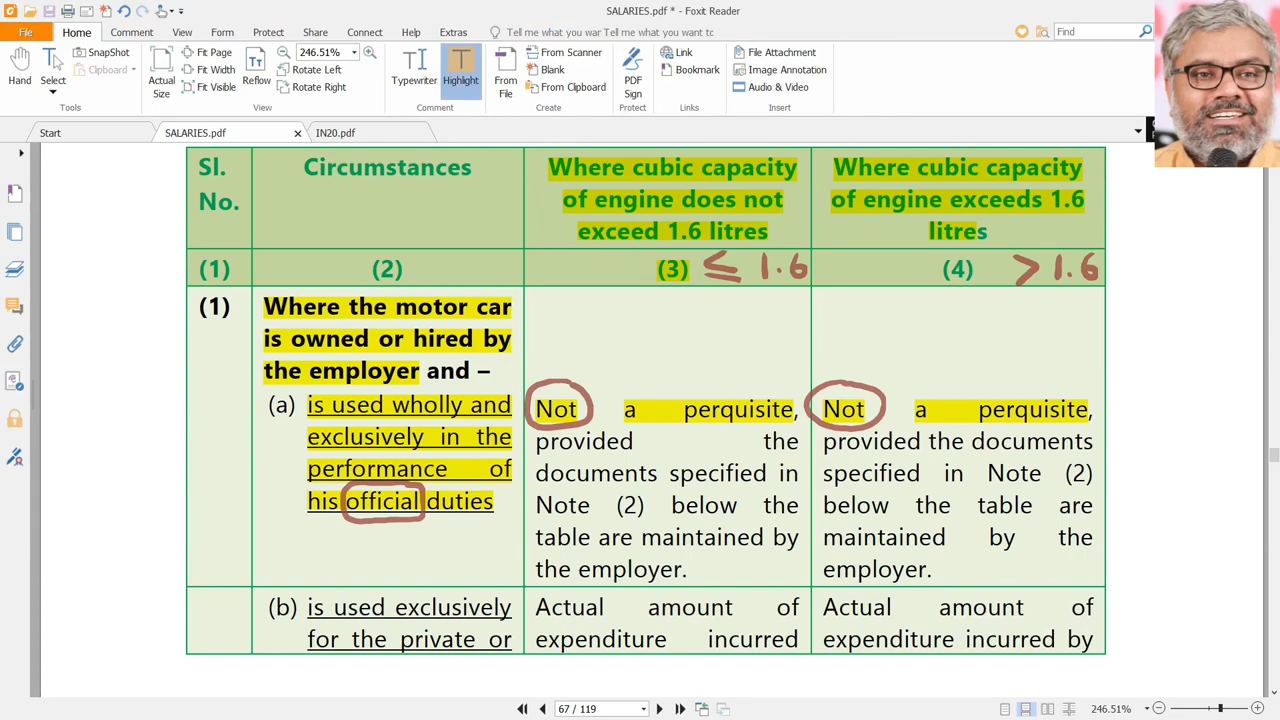 SALARIES.pdf * - Foxit Reader
File Home Comment View Form Protect Share Connect Help Extras Tell me what you war Tell me what you want tc Find
Hand
Select
SnapShot
Clipboard
Actual Size
Fit Page
Fit Width
Fit Visible
Reflow
246.51%
Rotate Left
Rotate Right
Typewriter
Highlight
From File
From Scanner
Blank
From Clipboard
PDF Sign
Link
Bookmark
File Attachment
Image Annotation
Audio & Video
Tools View Comment Create Protect Links Insert
Start SALARIES.pdf IN20.pdf
Sl. No.
Circumstances
Where cubic capacity
of engine does not
exceed 1.6 litres
Where cubic capacity
of engine exceeds 1.6
litres
(1) (2) (3) ≤ 1.6 (4) > 1.6
(1)
Where the motor car
is owned or hired by
the employer and –
(a) is used wholly and
exclusively in the
performance of
his official duties
Not a perquisite,
provided the
documents specified in
Note (2) below the
table are maintained by
the employer.
Not a perquisite,
provided the documents
specified in Note (2)
below the table are
maintained by the
employer.
(b) is used exclusively
for the private or
Actual amount of
expenditure incurred
Actual amount of
expenditure incurred by
67 / 119
246.51%